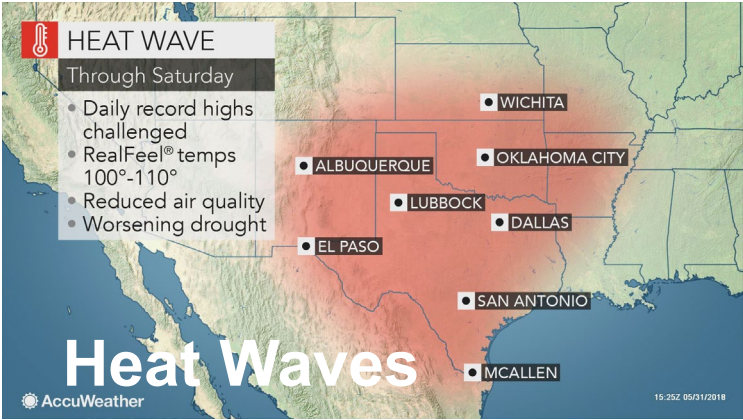 HEAT WAVE
Through Saturday
• Daily record highs
challenged
• RealFeel® temps
100°-110°
• Reduced air quality
• Worsening drought
WICHITA
ALBUQUERQUE
OKLAHOMA CITY
LUBBOCK
DALLAS
EL PASO
SAN ANTONIO
Heat Waves
MCALLEN
AccuWeather
15:25Z 05/31/2018